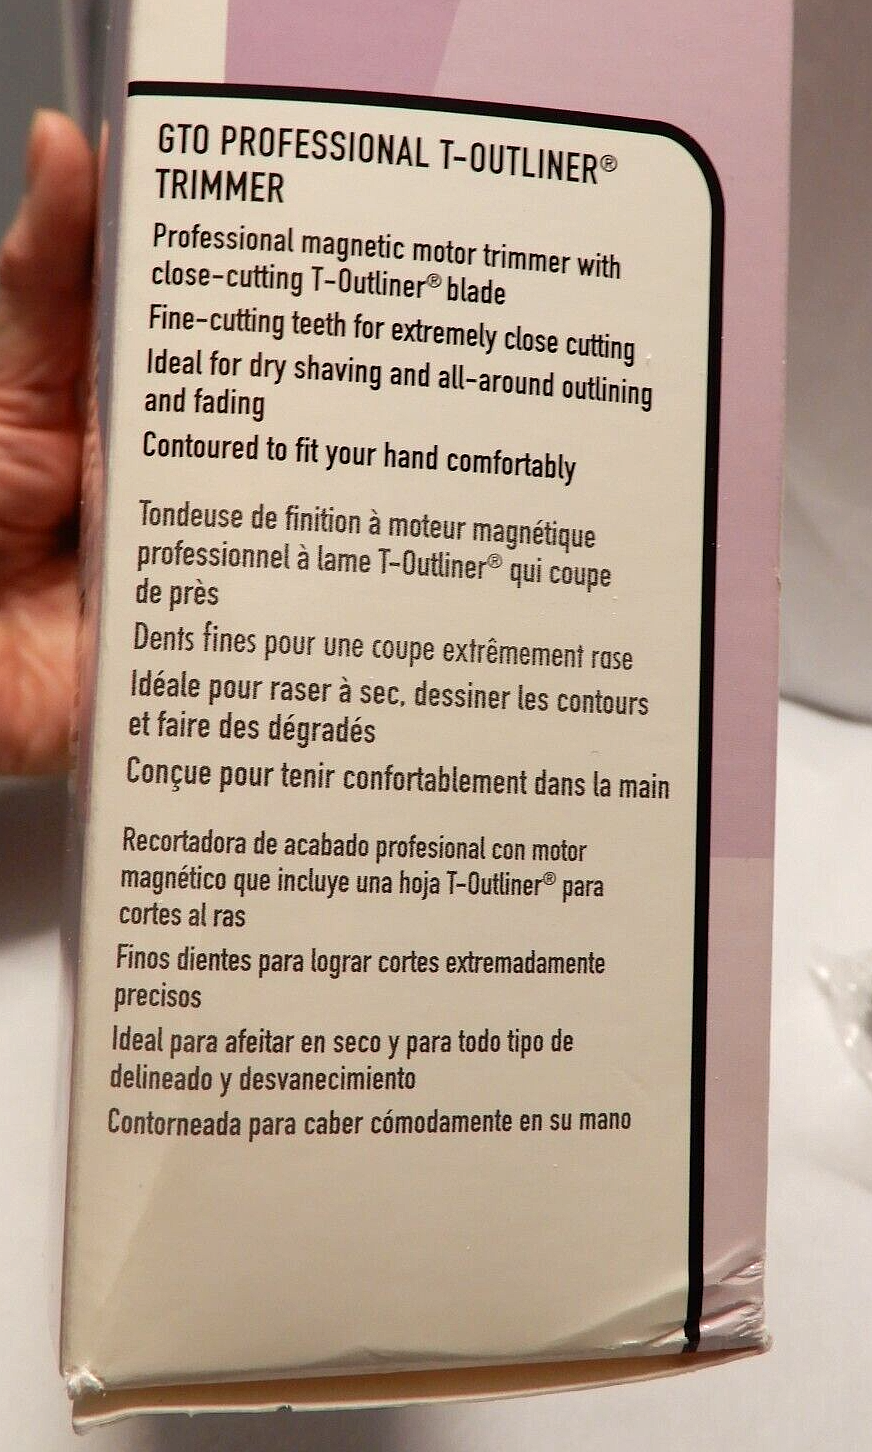 GTO PROFESSIONAL T-OUTLINER®
TRIMMER
Professional magnetic motor trimmer with
close-cutting T-Outliner® blade
Fine-cutting teeth for extremely close cutting
Ideal for dry shaving and all-around outlining
and fading
Contoured to fit your hand comfortably
Tondeuse de finition à moteur magnétique
professionnel à lame T-Outliner® qui coupe
de près
Dents fines pour une coupe extrêmement rase
Idéale pour raser à sec, dessiner les contours
et faire des dégradés
Conçue pour tenir confortablement dans la main
Recortadora de acabado profesional con motor
magnético que incluye una hoja T-Outliner® para
cortes al ras
Finos dientes para lograr cortes extremadamente
precisos
Ideal para afeitar en seco y para todo tipo de
delineado y desvanecimiento
Contorneada para caber cómodamente en su mano